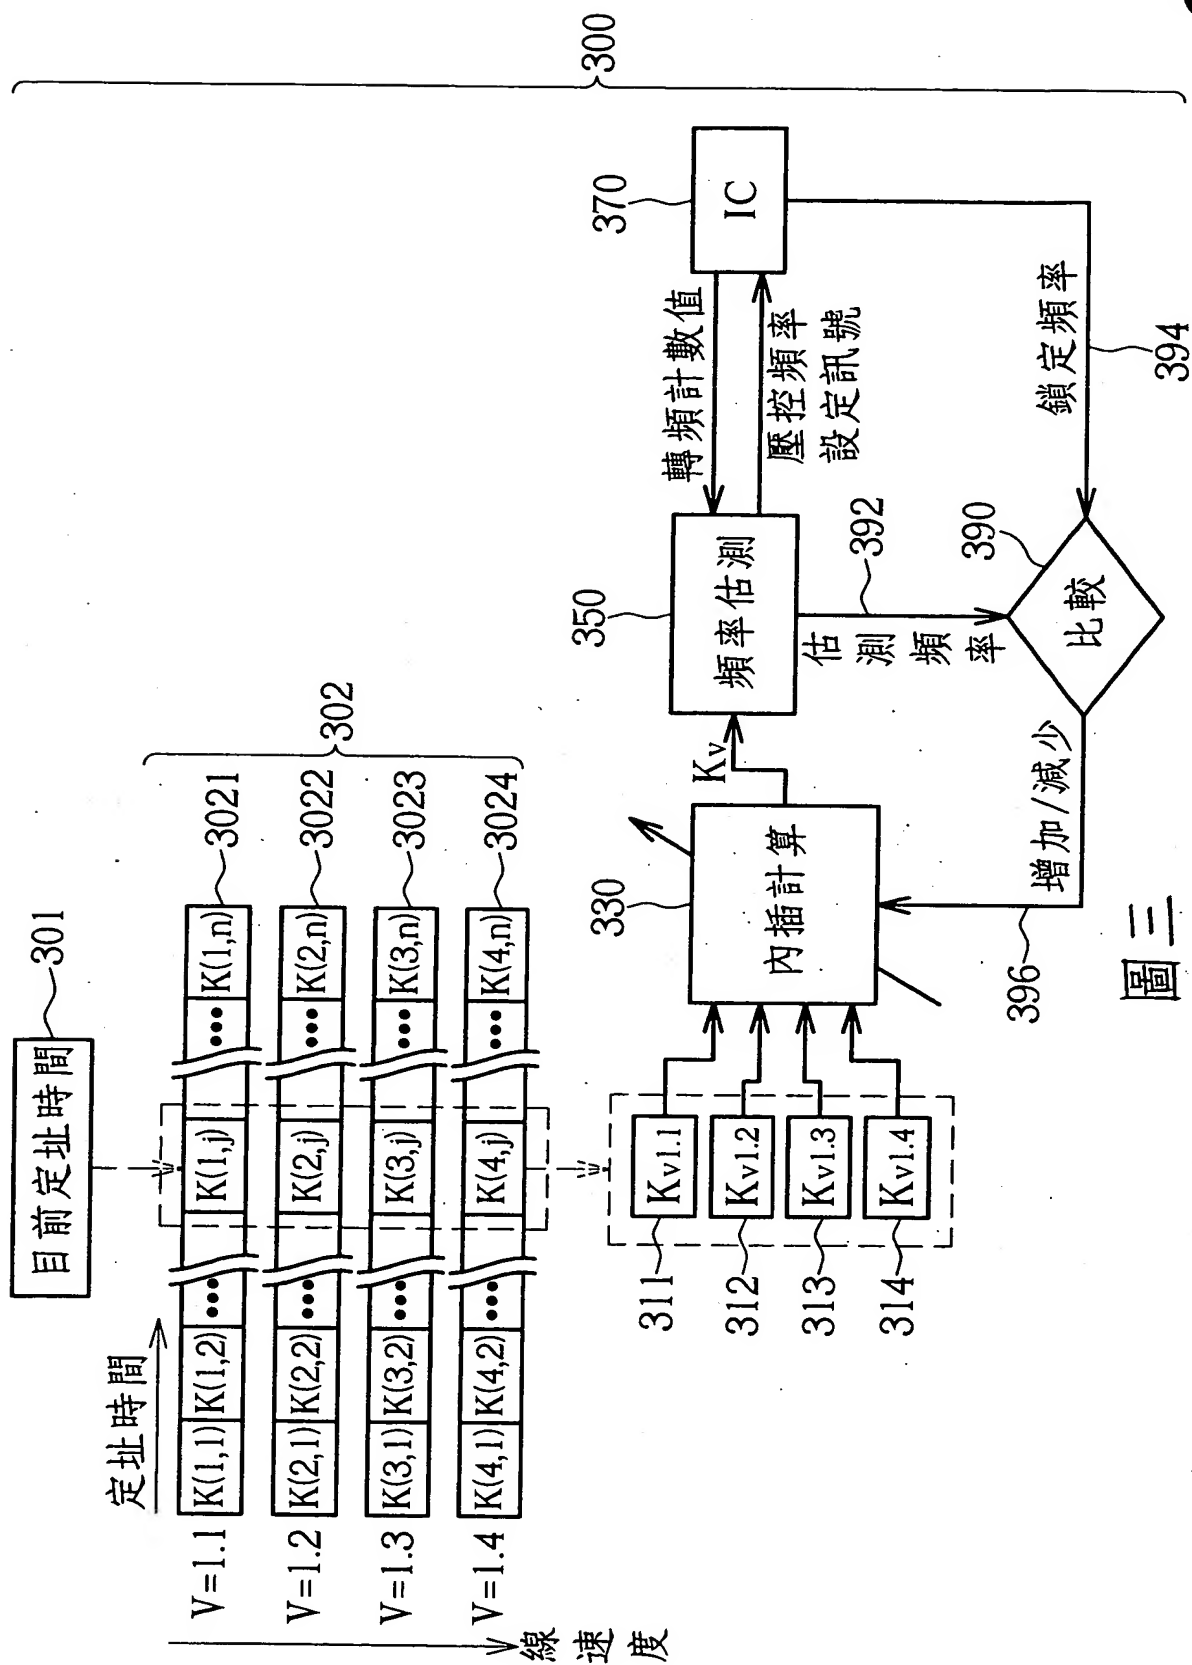 300
目前定址時間
301
定址時間
V=1.1
K(1,1)
K(1,2)
••••
K(1,j)
•••
K(1,n)
3021
V=1.2
K(2,1)
K(2,2)
•••
K(2,j)
•••
K(2,n)
3022
V=1.3
K(3,1)
K(3,2)
•••
K(3,j)
•••
K(3,n)
3023
V=1.4
K(4,1)
K(4,2)
•••
K(4,j)
•••
K(4,n)
3024
302
線速度
311
Kv1.1
312
Kv1.2
313
Kv1.3
314
Kv1.4
330
內插計算
Kv
350
頻率估測
轉頻計數值
壓控頻率
設定訊號
370
IC
估測頻率
392
390
比較
鎖定頻率
394
增加/減少
396
圖三